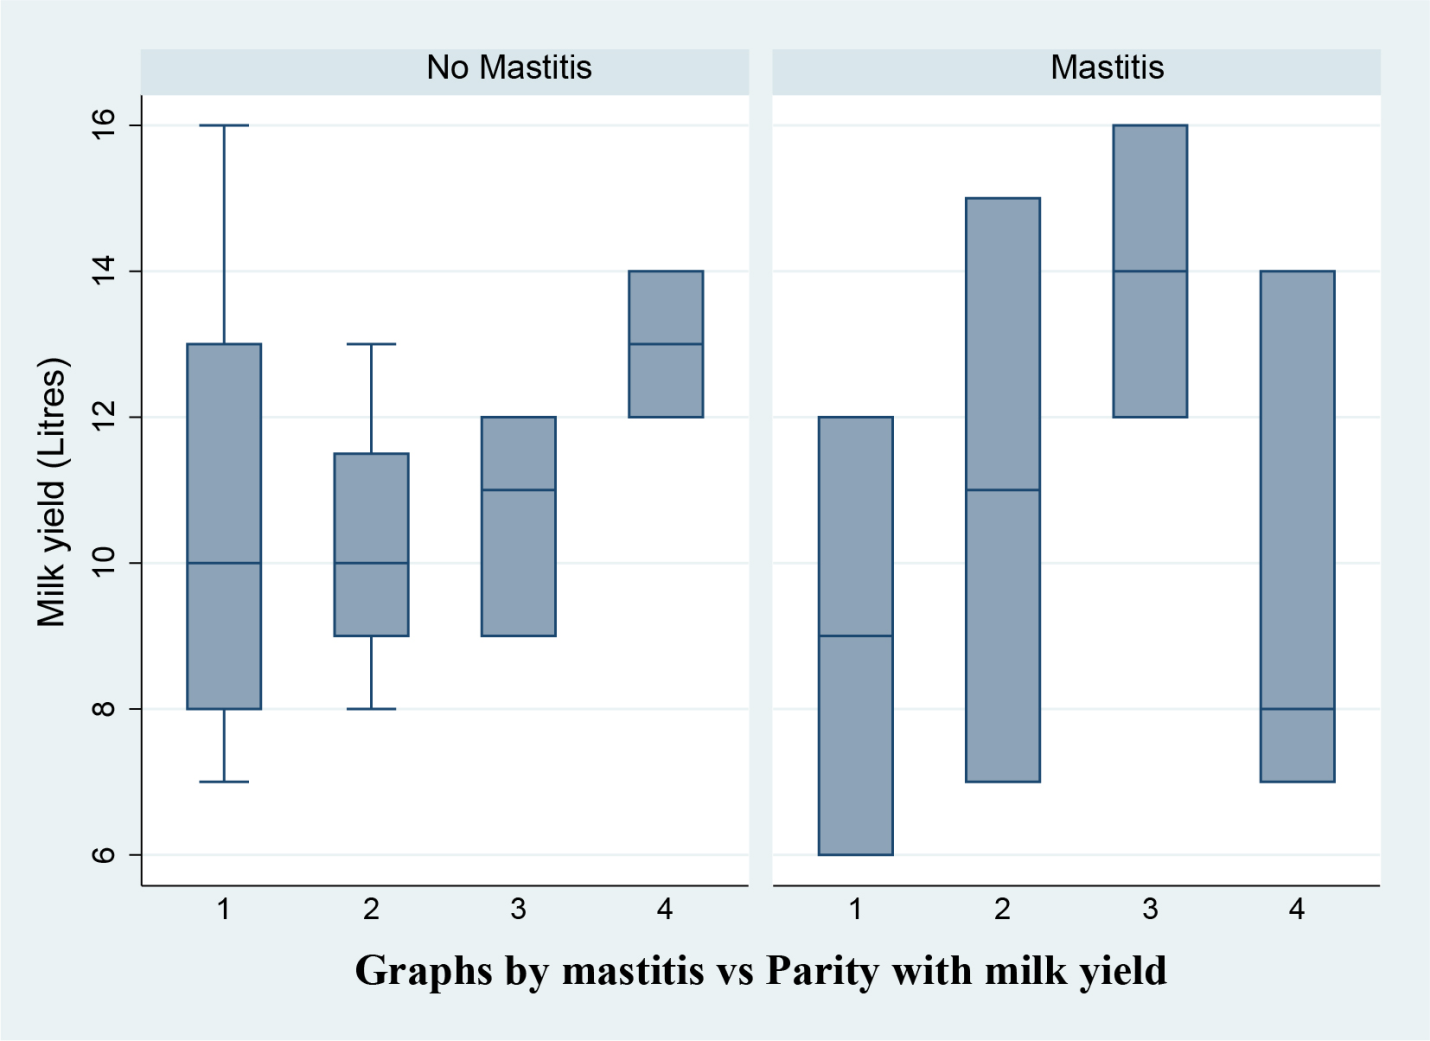 No Mastitis
Mastitis
Milk yield (Litres)
16
14
12
10
8
6
1 2 3 4
1 2 3 4
Graphs by mastitis vs Parity with milk yield